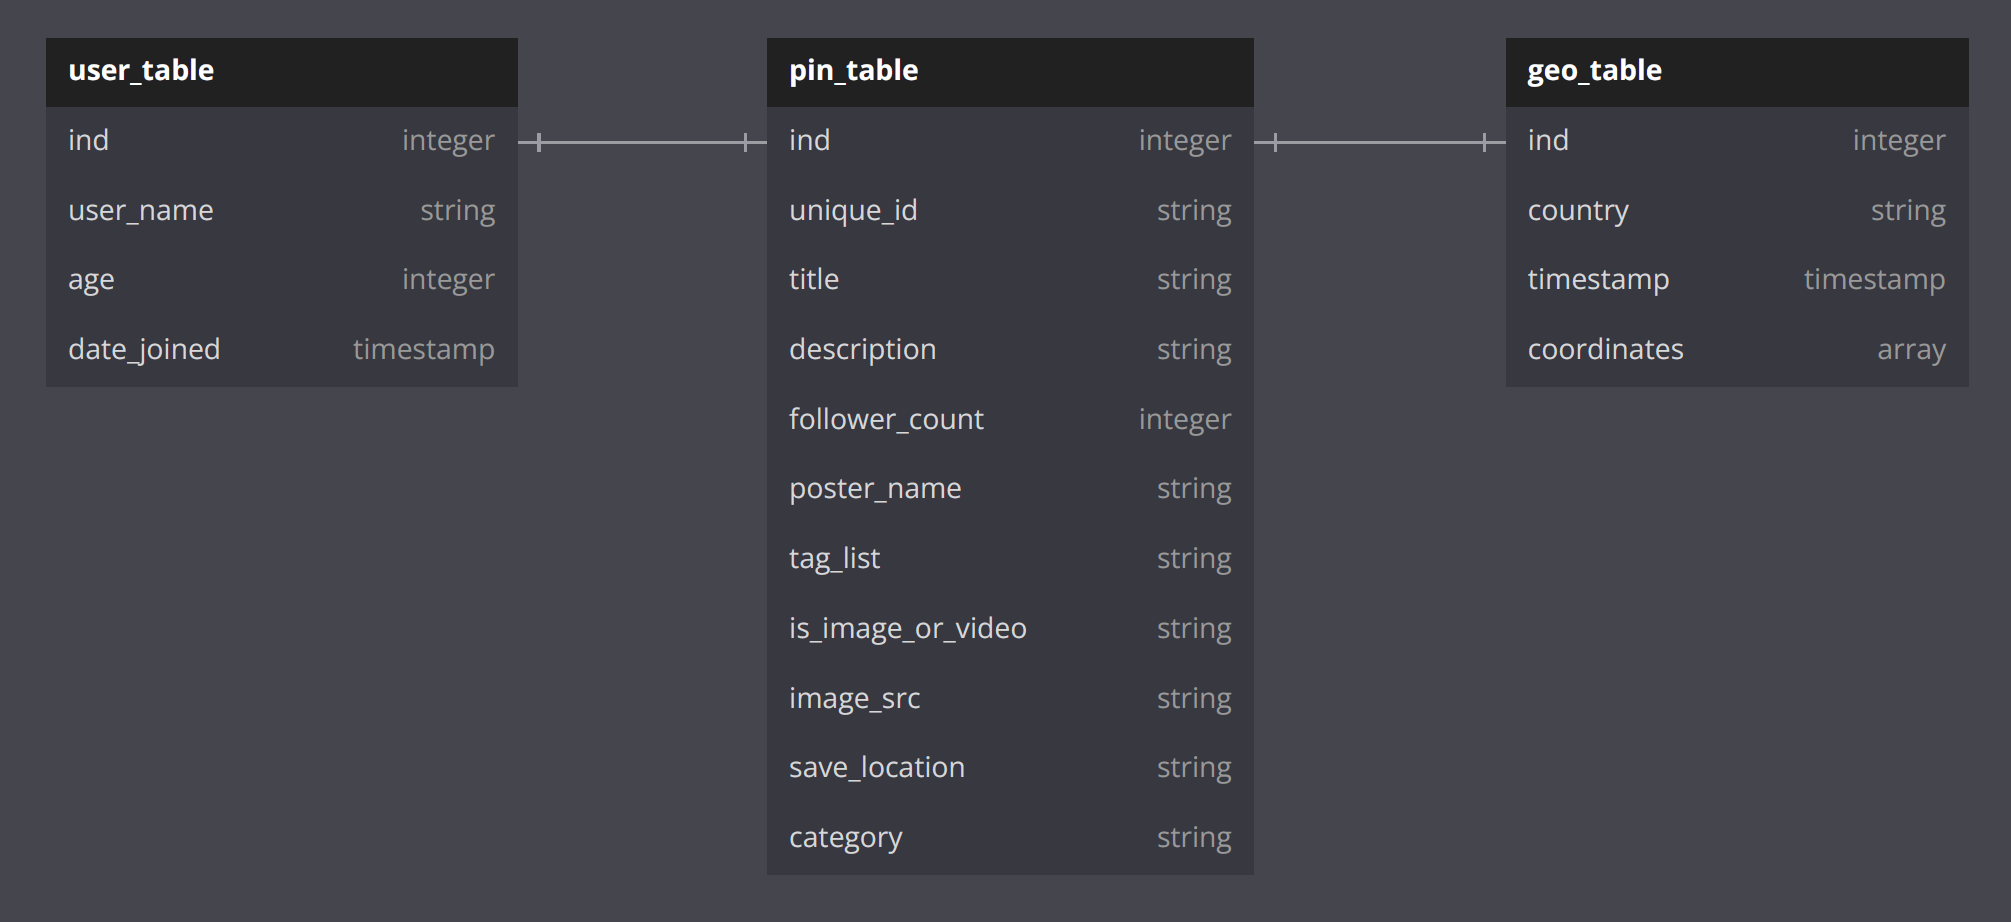 user_table
ind integer
user_name string
age integer
date_joined timestamp
pin_table
ind integer
unique_id string
title string
description string
follower_count integer
poster_name string
tag_list string
is_image_or_video string
image_src string
save_location string
category string
geo_table
ind integer
country string
timestamp timestamp
coordinates array